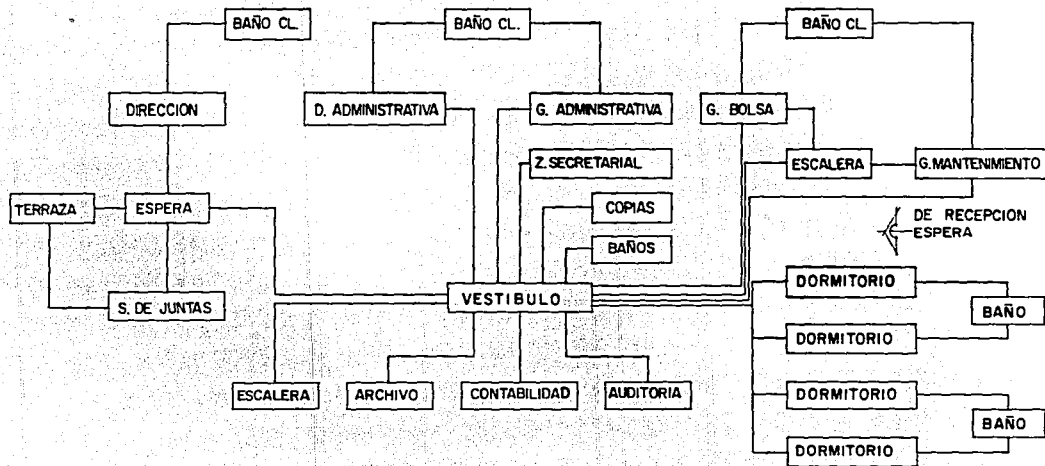 BAÑO CL.
BAÑO CL.
BAÑO CL.
DIRECCION
D. ADMINISTRATIVA
G. ADMINISTRATIVA
G. BOLSA
Z. SECRETARIAL
ESCALERA
G. MANTENIMIENTO
TERRAZA
ESPERA
COPIAS
DE RECEPCION
ESPERA
BAÑOS
S. DE JUNTAS
VESTIBULO
DORMITORIO
BAÑO
DORMITORIO
ESCALERA
ARCHIVO
CONTABILIDAD
AUDITORIA
DORMITORIO
BAÑO
DORMITORIO